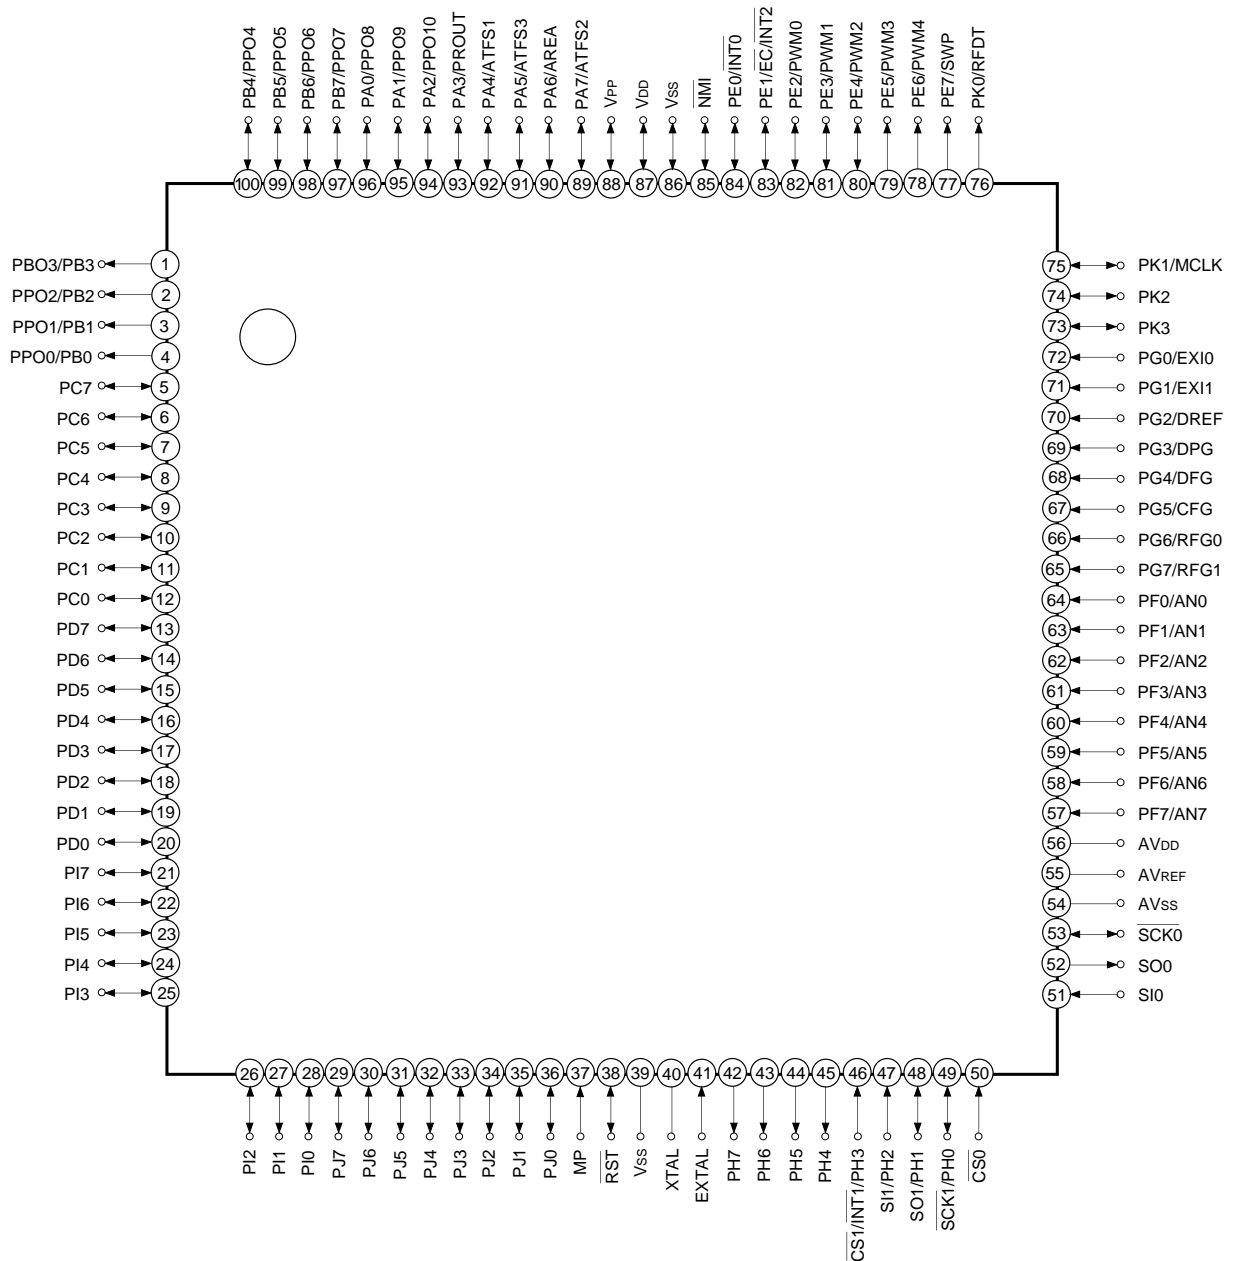 PB4/PPO4
PB5/PPO5
PB6/PPO6
PB7/PPO7
PA0/PPO8
PA1/PPO9
PA2/PPO10
PA3/PROUT
PA4/ATFS1
PA5/ATFS3
PA6/AREA
PA7/ATFS2
VPP
VDD
VSS
NMI
PE0/INT0
PE1/EC/INT2
PE2/PWM0
PE3/PWM1
PE4/PWM2
PE5/PWM3
PE6/PWM4
PE7/SWP
PK0/RFDT
100 99 98 97 96 95 94 93 92 91 90 89 88 87 86 85 84 83 82 81 80 79 78 77 76
PBO3/PB3 1
PPO2/PB2 2
PPO1/PB1 3
PPO0/PB0 4
PC7 5
PC6 6
PC5 7
PC4 8
PC3 9
PC2 10
PC1 11
PC0 12
PD7 13
PD6 14
PD5 15
PD4 16
PD3 17
PD2 18
PD1 19
PD0 20
PI7 21
PI6 22
PI5 23
PI4 24
PI3 25
75 PK1/MCLK
74 PK2
73 PK3
72 PG0/EXI0
71 PG1/EXI1
70 PG2/DREF
69 PG3/DPG
68 PG4/DFG
67 PG5/CFG
66 PG6/RFG0
65 PG7/RFG1
64 PF0/AN0
63 PF1/AN1
62 PF2/AN2
61 PF3/AN3
60 PF4/AN4
59 PF5/AN5
58 PF6/AN6
57 PF7/AN7
56 AVDD
55 AVREF
54 AVSS
53 SCK0
52 SO0
51 SI0
26 27 28 29 30 31 32 33 34 35 36 37 38 39 40 41 42 43 44 45 46 47 48 49 50
PI2
PI1
PI0
PJ7
PJ6
PJ5
PJ4
PJ3
PJ2
PJ1
PJ0
MP
RST
VSS
XTAL
EXTAL
PH7
PH6
PH5
PH4
CS1/INT1/PH3
SI1/PH2
SO1/PH1
SCK1/PH0
CS0